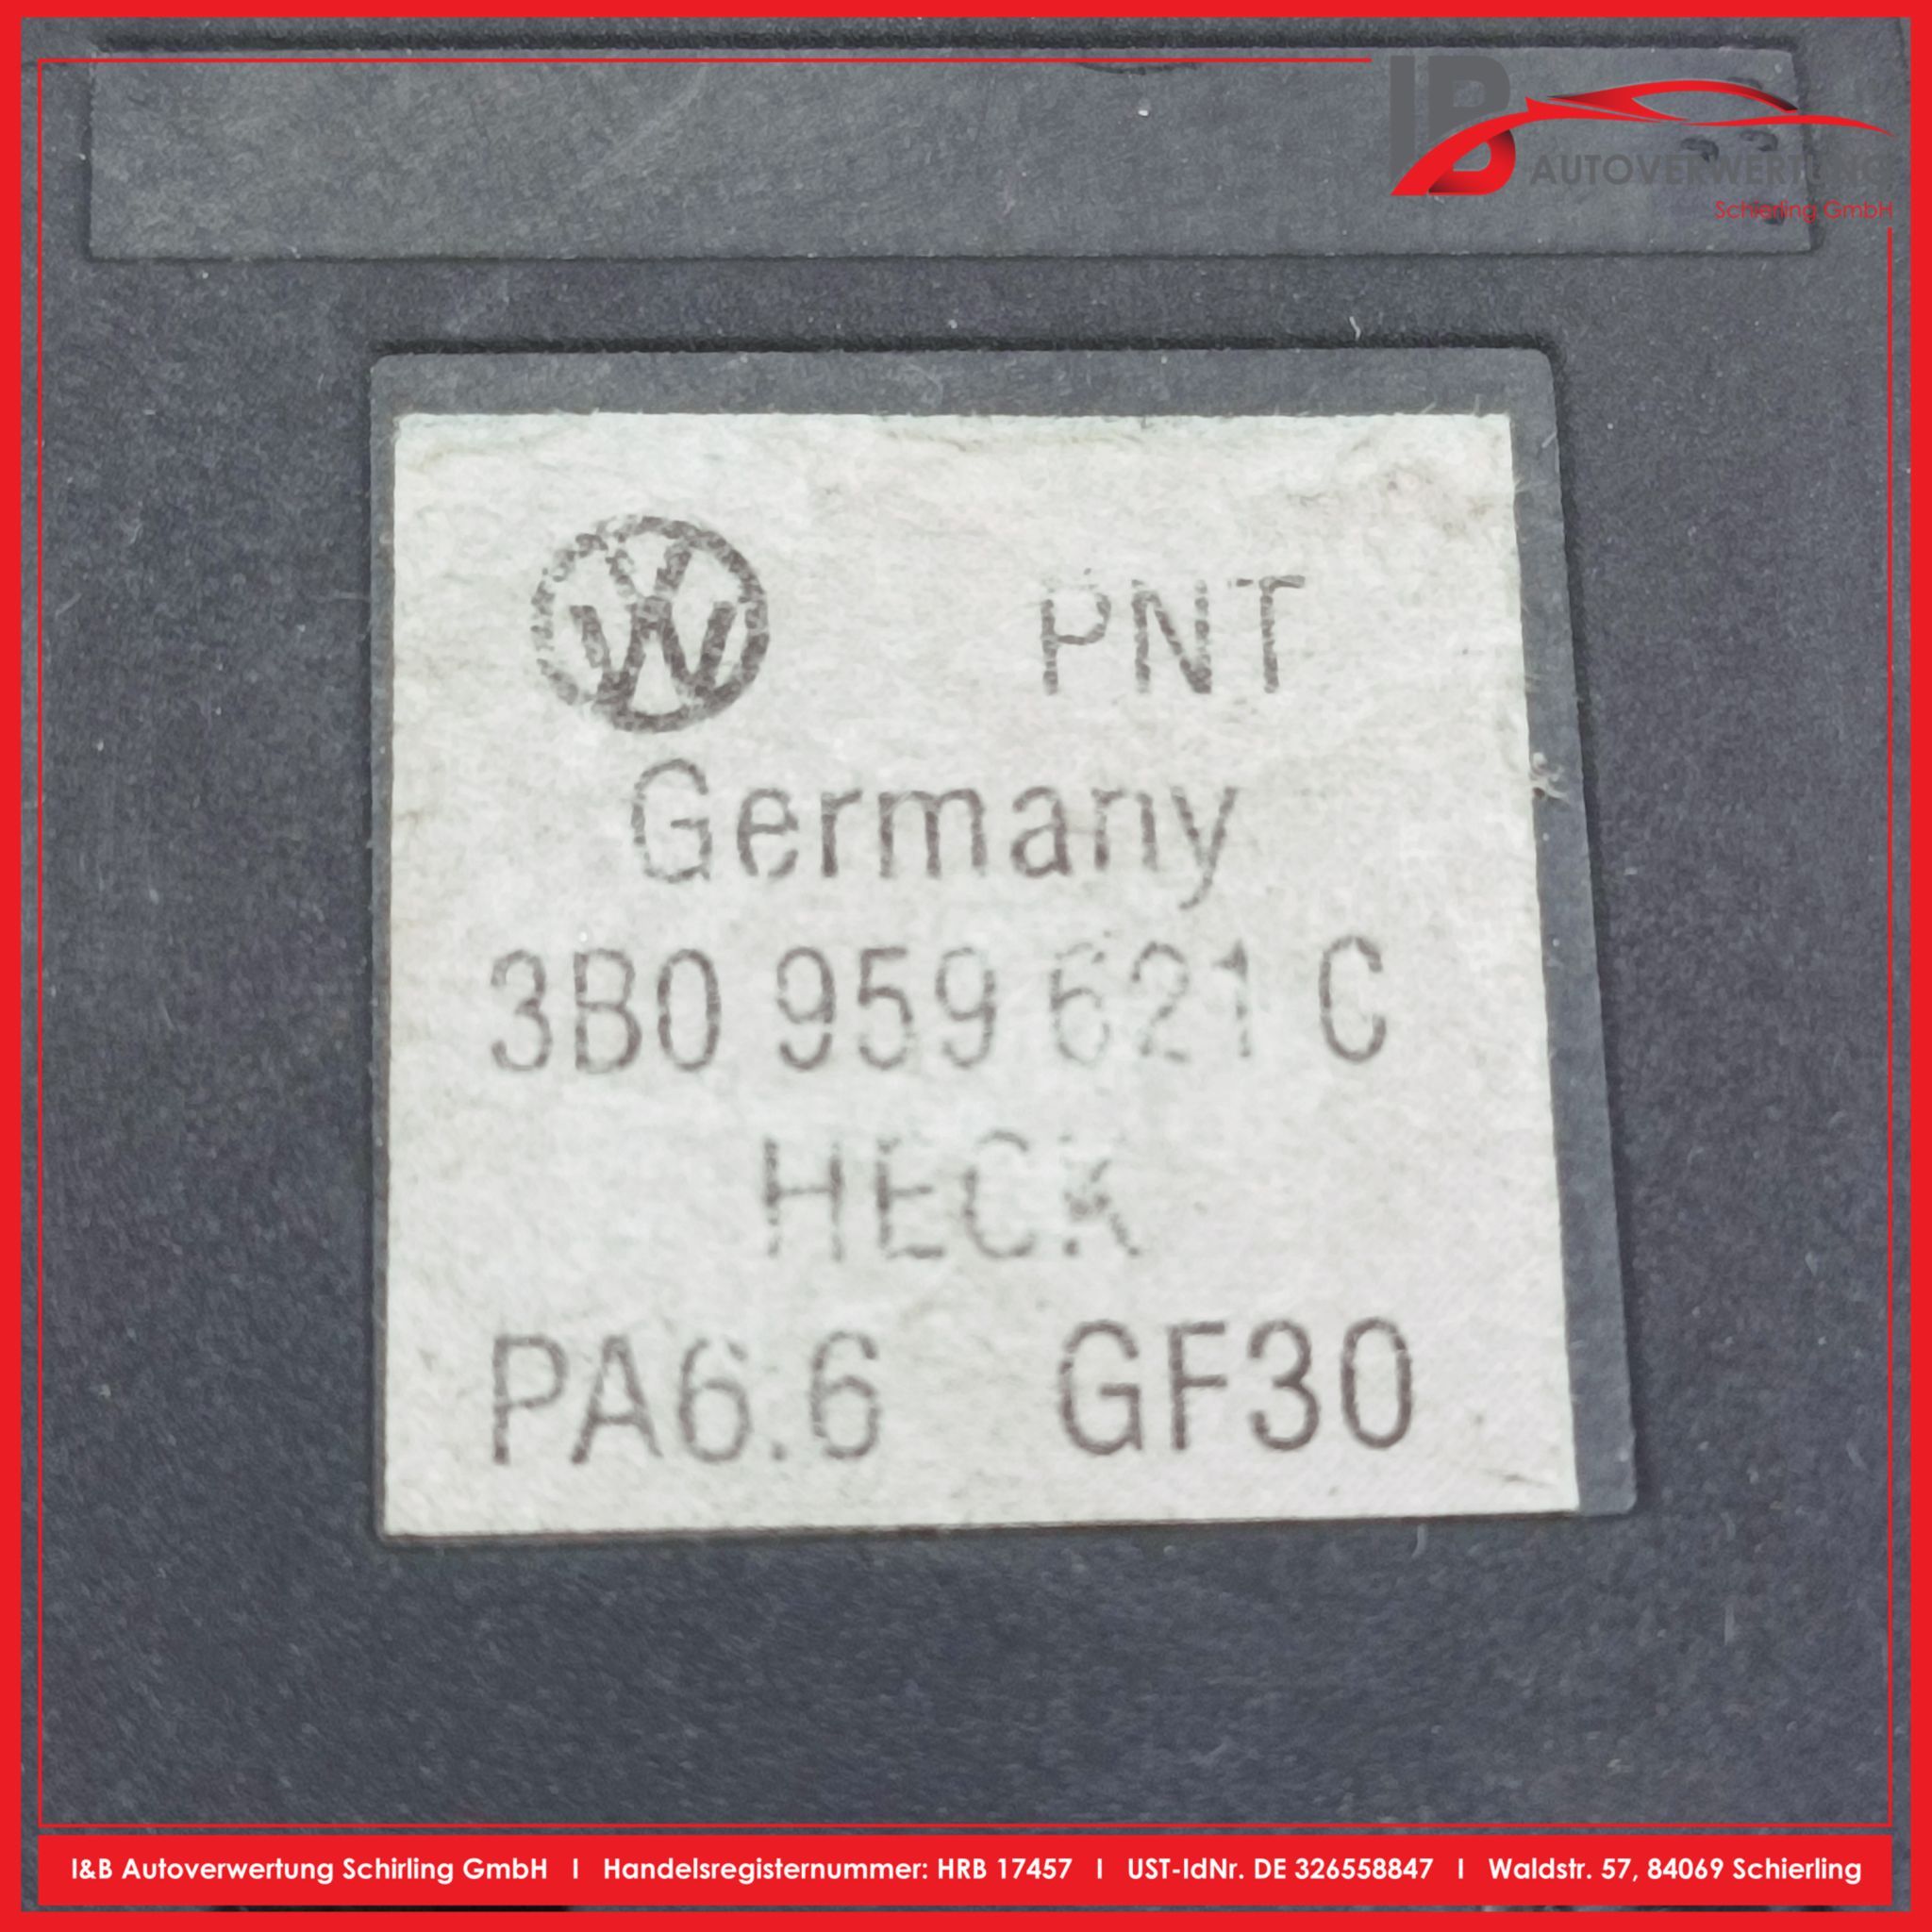 IB
AUTOVERWERTUNG
Schierling GmbH
PNT
Germany
3B0 959 621 C
HECK
PA6.6 GF30
I&B Autoverwertung Schirling GmbH I Handelsregisternummer: HRB 17457 I UST-IdNr. DE 326558847 I Waldstr. 57, 84069 Schierling